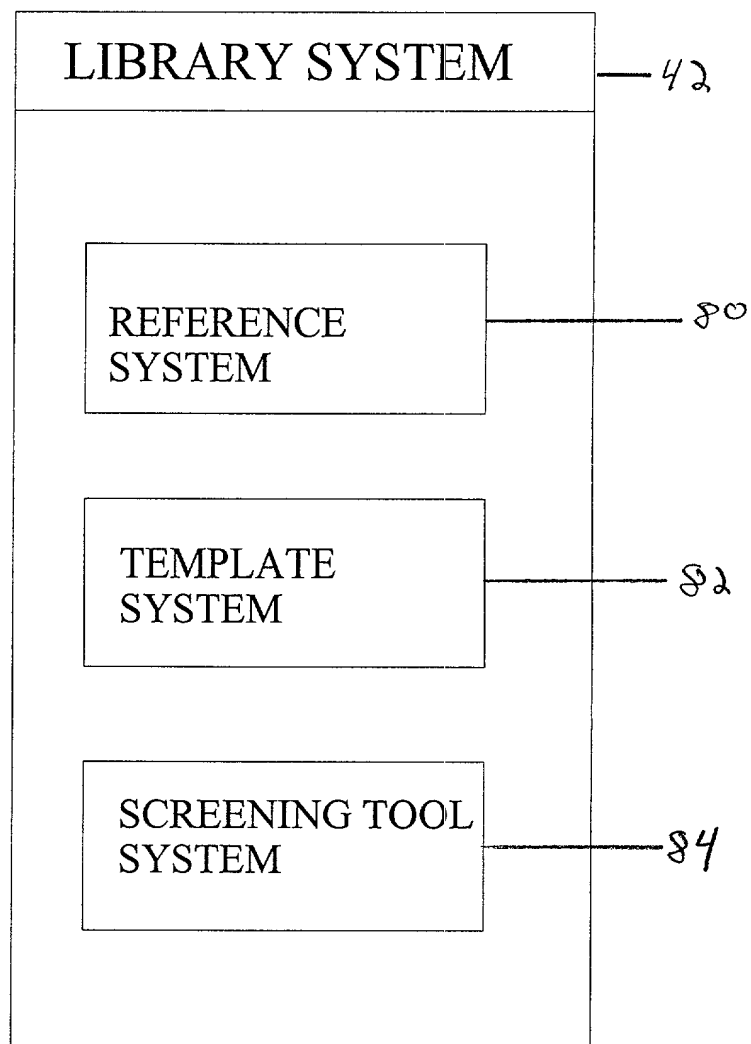 LIBRARY SYSTEM
42
REFERENCE
SYSTEM
80
TEMPLATE
SYSTEM
82
SCREENING TOOL
SYSTEM
84